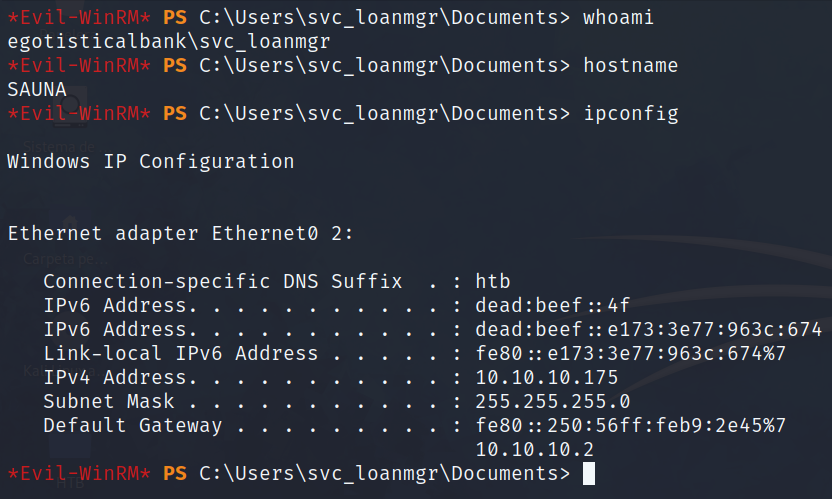 *Evil-WinRM* PS C:\Users\svc_loanmgr\Documents> whoami
egotisticalbank\svc_loanmgr
*Evil-WinRM* PS C:\Users\svc_loanmgr\Documents> hostname
SAUNA
*Evil-WinRM* PS C:\Users\svc_loanmgr\Documents> ipconfig
Windows IP Configuration
Ethernet adapter Ethernet0 2:
Connection-specific DNS Suffix  . : htb
IPv6 Address. . . . . . . . . . . : dead:beef::4f
IPv6 Address. . . . . . . . . . . : dead:beef::e173:3e77:963c:674
Link-local IPv6 Address . . . . . : fe80::e173:3e77:963c:674%7
IPv4 Address. . . . . . . . . . . : 10.10.10.175
Subnet Mask . . . . . . . . . . . : 255.255.255.0
Default Gateway . . . . . . . . . : fe80::250:56ff:feb9:2e45%7
10.10.10.2
*Evil-WinRM* PS C:\Users\svc_loanmgr\Documents>
HTB